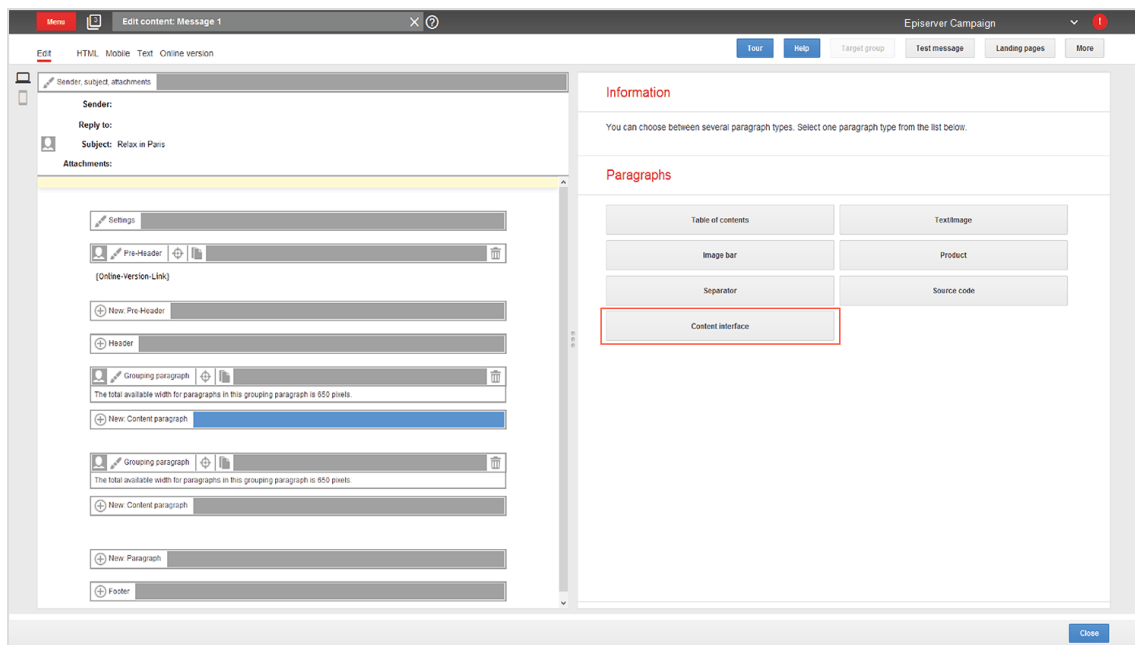 Menu 3 Edit content: Message 1 Episerver Campaign
Edit HTML Mobile Text Online version Tour Help Target group Test message Landing pages More
Sender, subject, attachments
Sender:
Reply to:
Subject: Relax in Paris
Attachments:
Settings
Pre-Header
{Online-Version-Link}
New: Pre-Header
Header
Grouping paragraph
The total available width for paragraphs in this grouping paragraph is 650 pixels.
New: Content paragraph
Grouping paragraph
The total available width for paragraphs in this grouping paragraph is 650 pixels.
New: Content paragraph
New: Paragraph
Footer
Information
You can choose between several paragraph types. Select one paragraph type from the list below.
Paragraphs
Table of contents Text/Image
Image bar Product
Separator Source code
Content interface
Close